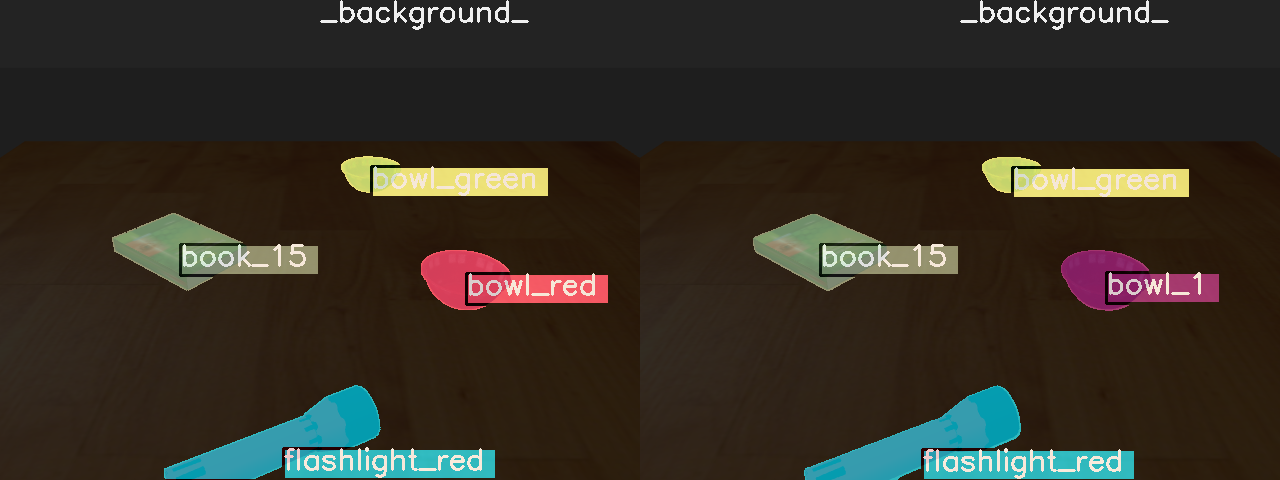 _background_
_background_
bowl_green
bowl_green
book_15
book_15
bowl_red
bowl_1
flashlight_red
flashlight_red